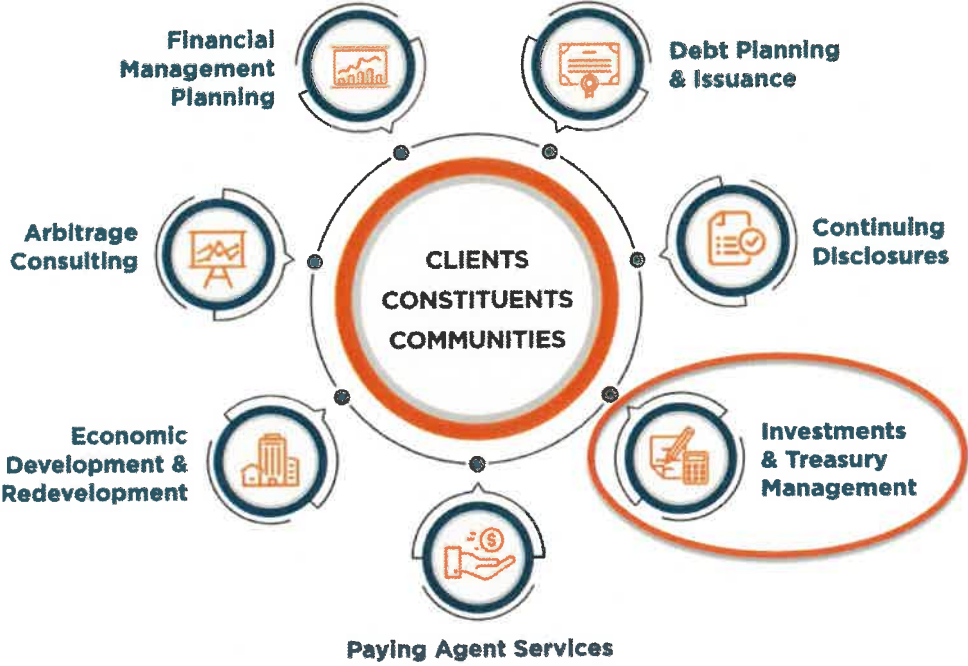 Financial
Management
Planning
Debt Planning
& Issuance
Arbitrage
Consulting
CLIENTS
CONSTITUENTS
COMMUNITIES
Continuing
Disclosures
Economic
Development &
Redevelopment
$
Investments
& Treasury
Management
Paying Agent Services